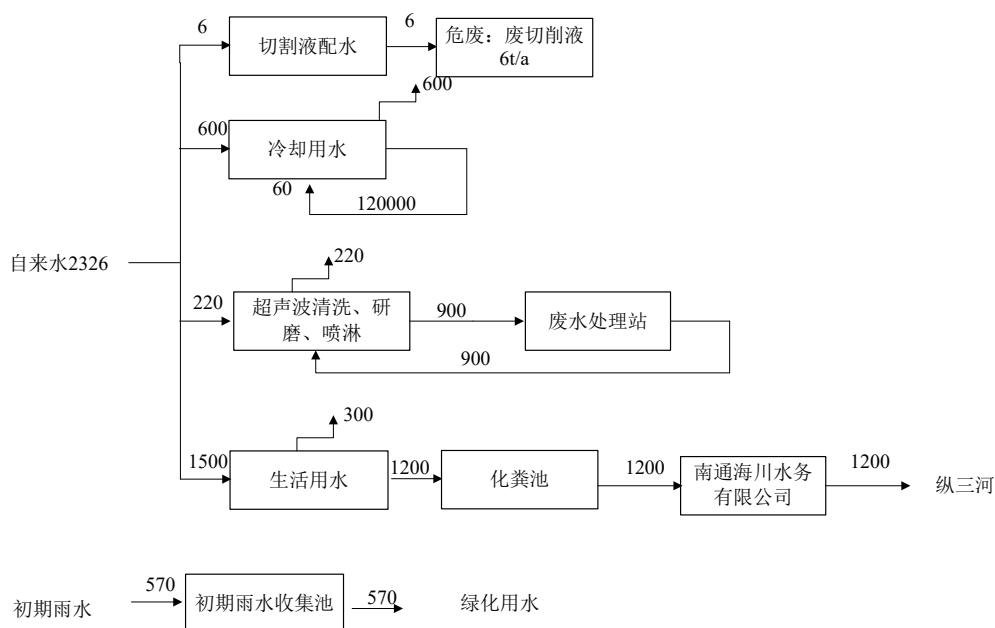 6
切割液配水
6
危废：废切削液
6t/a
600
600
冷却用水
60
120000
自来水2326
220
220
超声波清洗、研
磨、喷淋
900
废水处理站
900
300
1500
生活用水
1200
化粪池
1200
南通海川水务
有限公司
1200
纵三河
初期雨水
570
初期雨水收集池
570
绿化用水